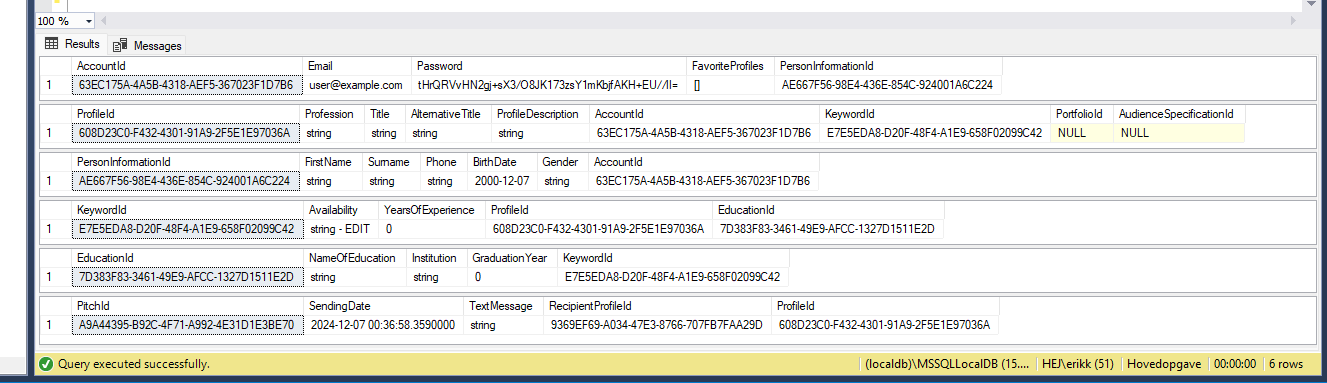 100 %
Results Messages
AccountId Email Password FavoriteProfiles PersonInformationId
1 63EC175A-4A5B-4318-AEF5-367023F1D7B6 user@example.com tHrQRVvHN2gj+sX3/O8JK173zsY1mKbjfAKH+EU//lI= [] AE667F56-98E4-436E-854C-924001A6C224
ProfileId Profession Title AlternativeTitle ProfileDescription AccountId KeywordId PortfolioId AudienceSpecificationId
1 608D23C0-F432-4301-91A9-2F5E1E97036A string string string string 63EC175A-4A5B-4318-AEF5-367023F1D7B6 E7E5EDA8-D20F-48F4-A1E9-658F02099C42 NULL NULL
PersonInformationId FirstName Surname Phone BirthDate Gender AccountId
1 AE667F56-98E4-436E-854C-924001A6C224 string string string 2000-12-07 string 63EC175A-4A5B-4318-AEF5-367023F1D7B6
KeywordId Availability YearsOfExperience ProfileId EducationId
1 E7E5EDA8-D20F-48F4-A1E9-658F02099C42 string - EDIT 0 608D23C0-F432-4301-91A9-2F5E1E97036A 7D383F83-3461-49E9-AFCC-1327D1511E2D
EducationId NameOfEducation Institution GraduationYear KeywordId
1 7D383F83-3461-49E9-AFCC-1327D1511E2D string string 0 E7E5EDA8-D20F-48F4-A1E9-658F02099C42
PitchId SendingDate TextMessage RecipientProfileId ProfileId
1 A9A44395-B92C-4F71-A992-4E31D1E3BE70 2024-12-07 00:36:58.3590000 string 9369EF69-A034-47E3-8766-707FB7FAA29D 608D23C0-F432-4301-91A9-2F5E1E97036A
Query executed successfully. (localdb)\MSSQLLocalDB (15.... HEJ\erikk (51) Hovedopgave 00:00:00 6 rows